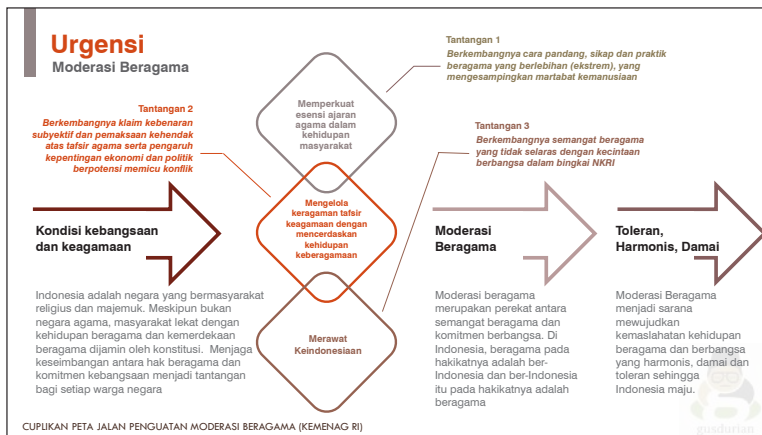 Urgensi
Moderasi Beragama
Tantangan 1
Berkembangnya cara pandang, sikap dan praktik
beragama yang berlebihan (ekstrem), yang
mengesampingkan martabat kemanusiaan
Tantangan 2
Berkembangnya klaim kebenaran
subyektif dan pemaksaan kehendak
atas tafsir agama serta pengaruh
kepentingan ekonomi dan politik
berpotensi memicu konflik
Memperkuat
esensi ajaran
agama dalam
kehidupan
masyarakat
Tantangan 3
Berkembangnya semangat beragama
yang tidak selaras dengan kecintaan
berbangsa dalam bingkai NKRI
Kondisi kebangsaan
dan keagamaan
Mengelola
keragaman tafsir
keagamaan dengan
mencerdaskan
kehidupan
keberagamaan
Moderasi
Beragama
Toleran,
Harmonis, Damai
Indonesia adalah negara yang bermasyarakat
religius dan majemuk. Meskipun bukan
negara agama, masyarakat lekat dengan
kehidupan beragama dan kemerdekaan
beragama dijamin oleh konstitusi. Menjaga
keseimbangan antara hak beragama dan
komitmen kebangsaan menjadi tantangan
bagi setiap warga negara
Merawat
Keindonesiaan
Moderasi beragama
merupakan perekat antara
semangat beragama dan
komitmen berbangsa. Di
Indonesia, beragama pada
hakikatnya adalah ber-
Indonesia dan ber-Indonesia
itu pada hakikatnya adalah
beragama
Moderasi Beragama
menjadi sarana
mewujudkan
kemaslahatan kehidupan
beragama dan berbangsa
yang harmonis, damai dan
toleran sehingga
Indonesia maju.
CUPLIKAN PETA JALAN PENGUATAN MODERASI BERAGAMA (KEMENAG RI)
gusdurian